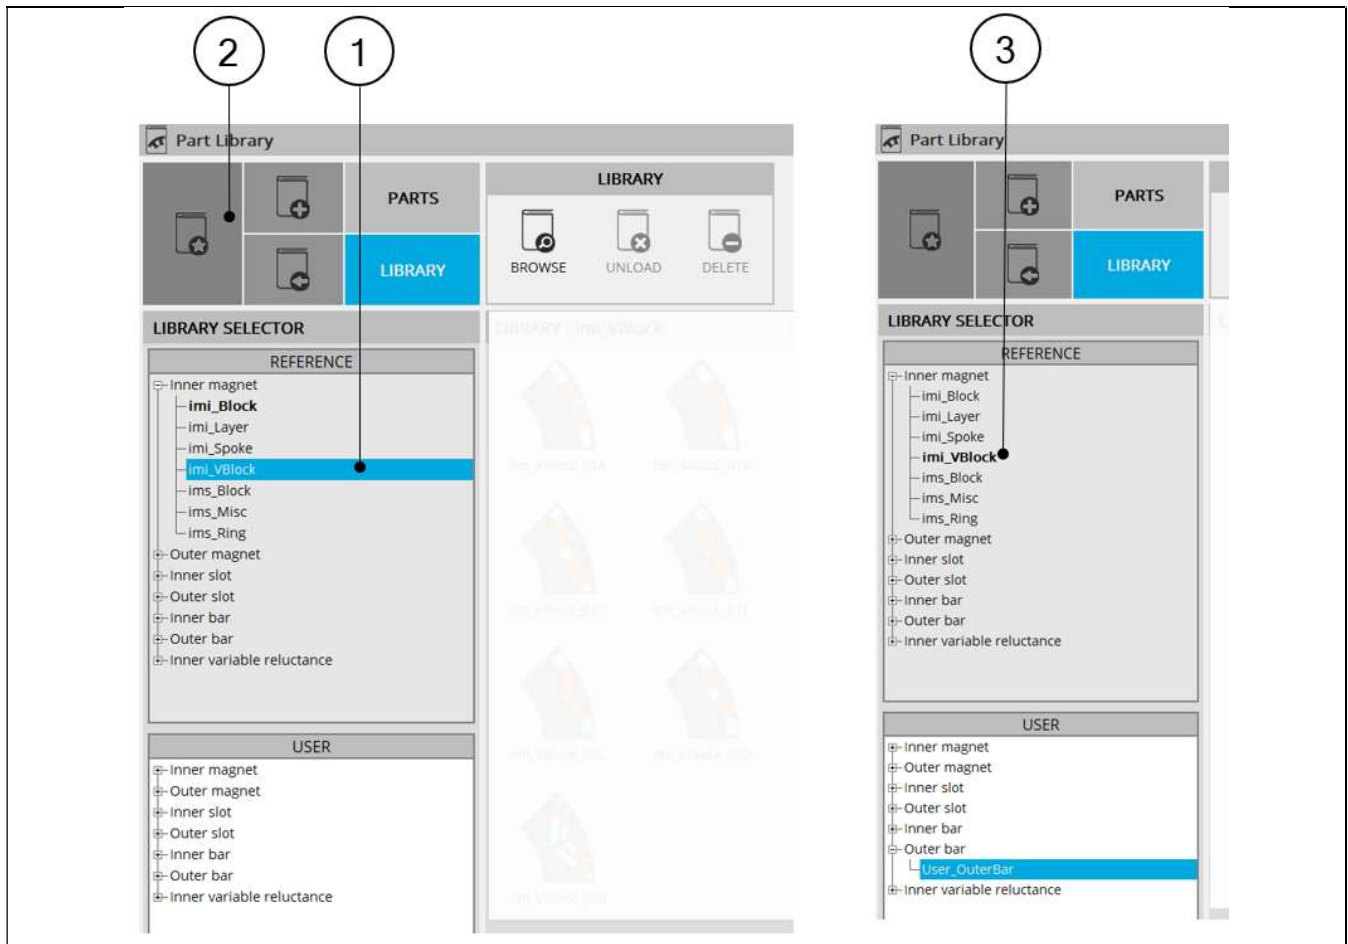 2
1
3
Part Library
PARTS
LIBRARY
LIBRARY
BROWSE
UNLOAD
DELETE
LIBRARY SELECTOR
REFERENCE
Inner magnet
imi_Block
imi_Layer
imi_Spoke
imi_VBlock
ims_Block
ims_Misc
ims_Ring
Outer magnet
Inner slot
Outer slot
Inner bar
Outer bar
Inner variable reluctance
USER
Inner magnet
Outer magnet
Inner slot
Outer slot
Inner bar
Outer bar
Inner variable reluctance
LIBRARY : imi_VBlock
Part Library
PARTS
LIBRARY
LIBRARY SELECTOR
REFERENCE
Inner magnet
imi_Block
imi_Layer
imi_Spoke
imi_VBlock
ims_Block
ims_Misc
ims_Ring
Outer magnet
Inner slot
Outer slot
Inner bar
Outer bar
Inner variable reluctance
USER
Inner magnet
Outer magnet
Inner slot
Outer slot
Inner bar
Outer bar
User_OuterBar
Inner variable reluctance